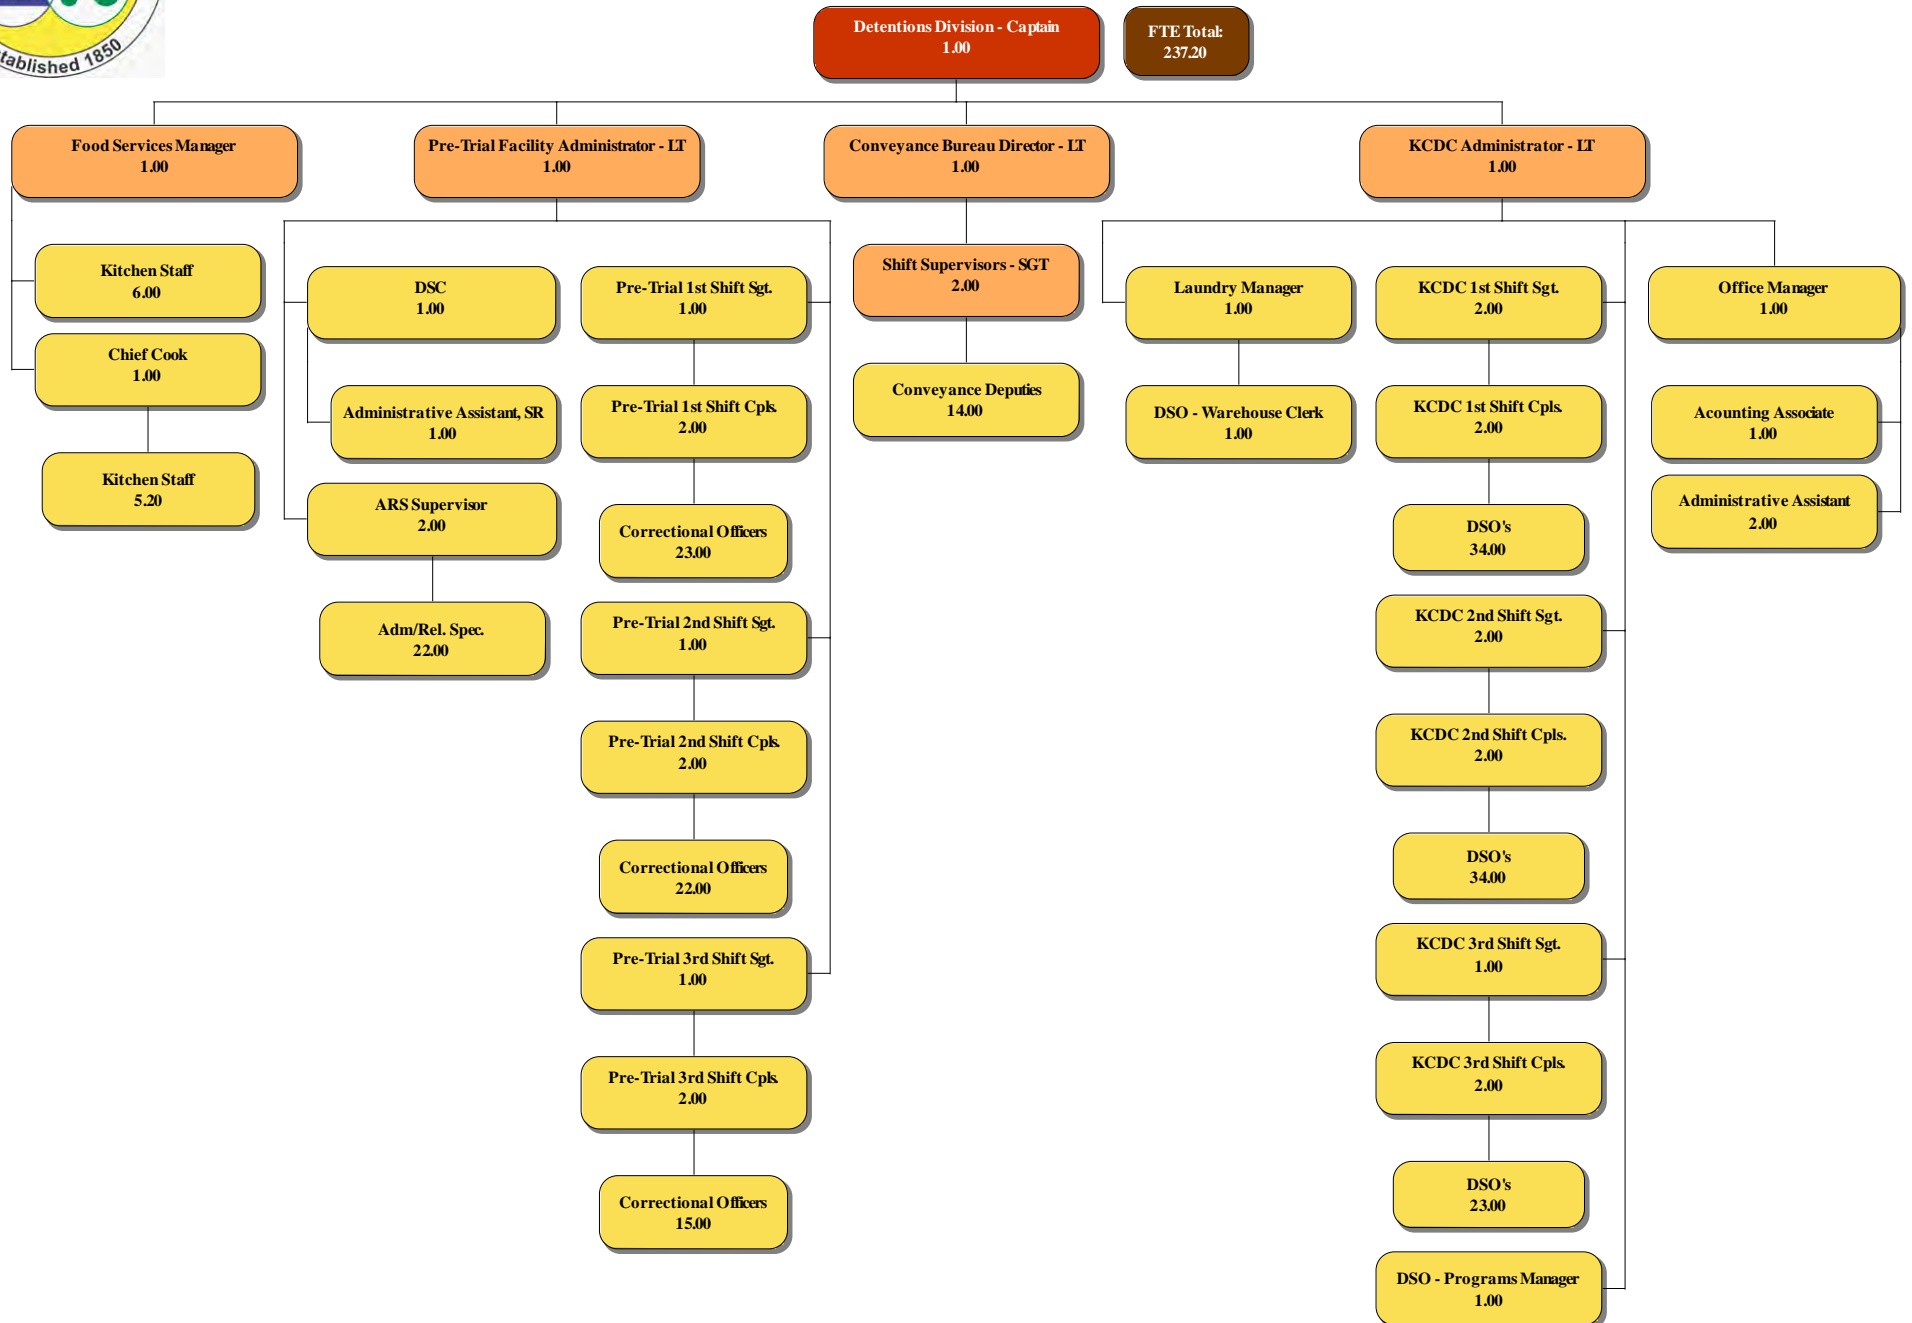 Established 1850
Detentions Division - Captain
1.00
FTE Total:
237.20
Food Services Manager
1.00
Pre-Trial Facility Administrator - LT
1.00
Conveyance Bureau Director - LT
1.00
KCDC Administrator - LT
1.00
Kitchen Staff
6.00
Chief Cook
1.00
Kitchen Staff
5.20
DSC
1.00
Administrative Assistant, SR
1.00
ARS Supervisor
2.00
Adm/Rel. Spec.
22.00
Pre-Trial 1st Shift Sgt.
1.00
Pre-Trial 1st Shift Cpls.
2.00
Correctional Officers
23.00
Pre-Trial 2nd Shift Sgt.
1.00
Pre-Trial 2nd Shift Cpls.
2.00
Correctional Officers
22.00
Pre-Trial 3rd Shift Sgt.
1.00
Pre-Trial 3rd Shift Cpls.
2.00
Correctional Officers
15.00
Shift Supervisors - SGT
2.00
Conveyance Deputies
14.00
Laundry Manager
1.00
DSO - Warehouse Clerk
1.00
KCDC 1st Shift Sgt.
2.00
KCDC 1st Shift Cpls.
2.00
DSO's
34.00
KCDC 2nd Shift Sgt.
2.00
KCDC 2nd Shift Cpls.
2.00
DSO's
34.00
KCDC 3rd Shift Sgt.
1.00
KCDC 3rd Shift Cpls.
2.00
DSO's
23.00
DSO - Programs Manager
1.00
Office Manager
1.00
Acounting Associate
1.00
Administrative Assistant
2.00